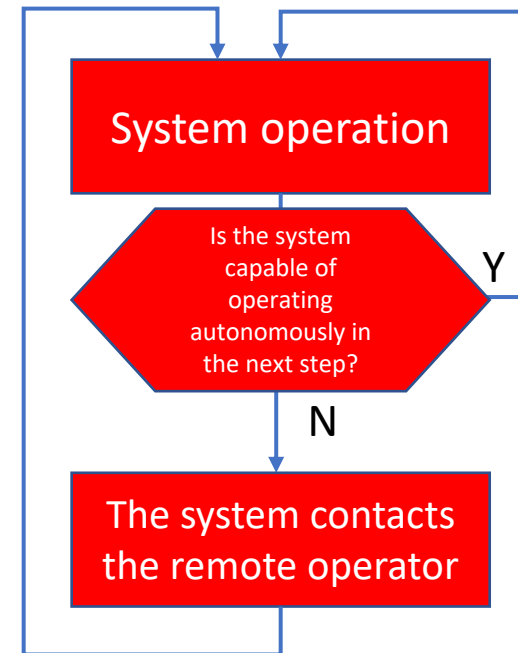 System operation
Is the system
capable of
operating
autonomously in
the next step?
Y
N
The system contacts
the remote operator